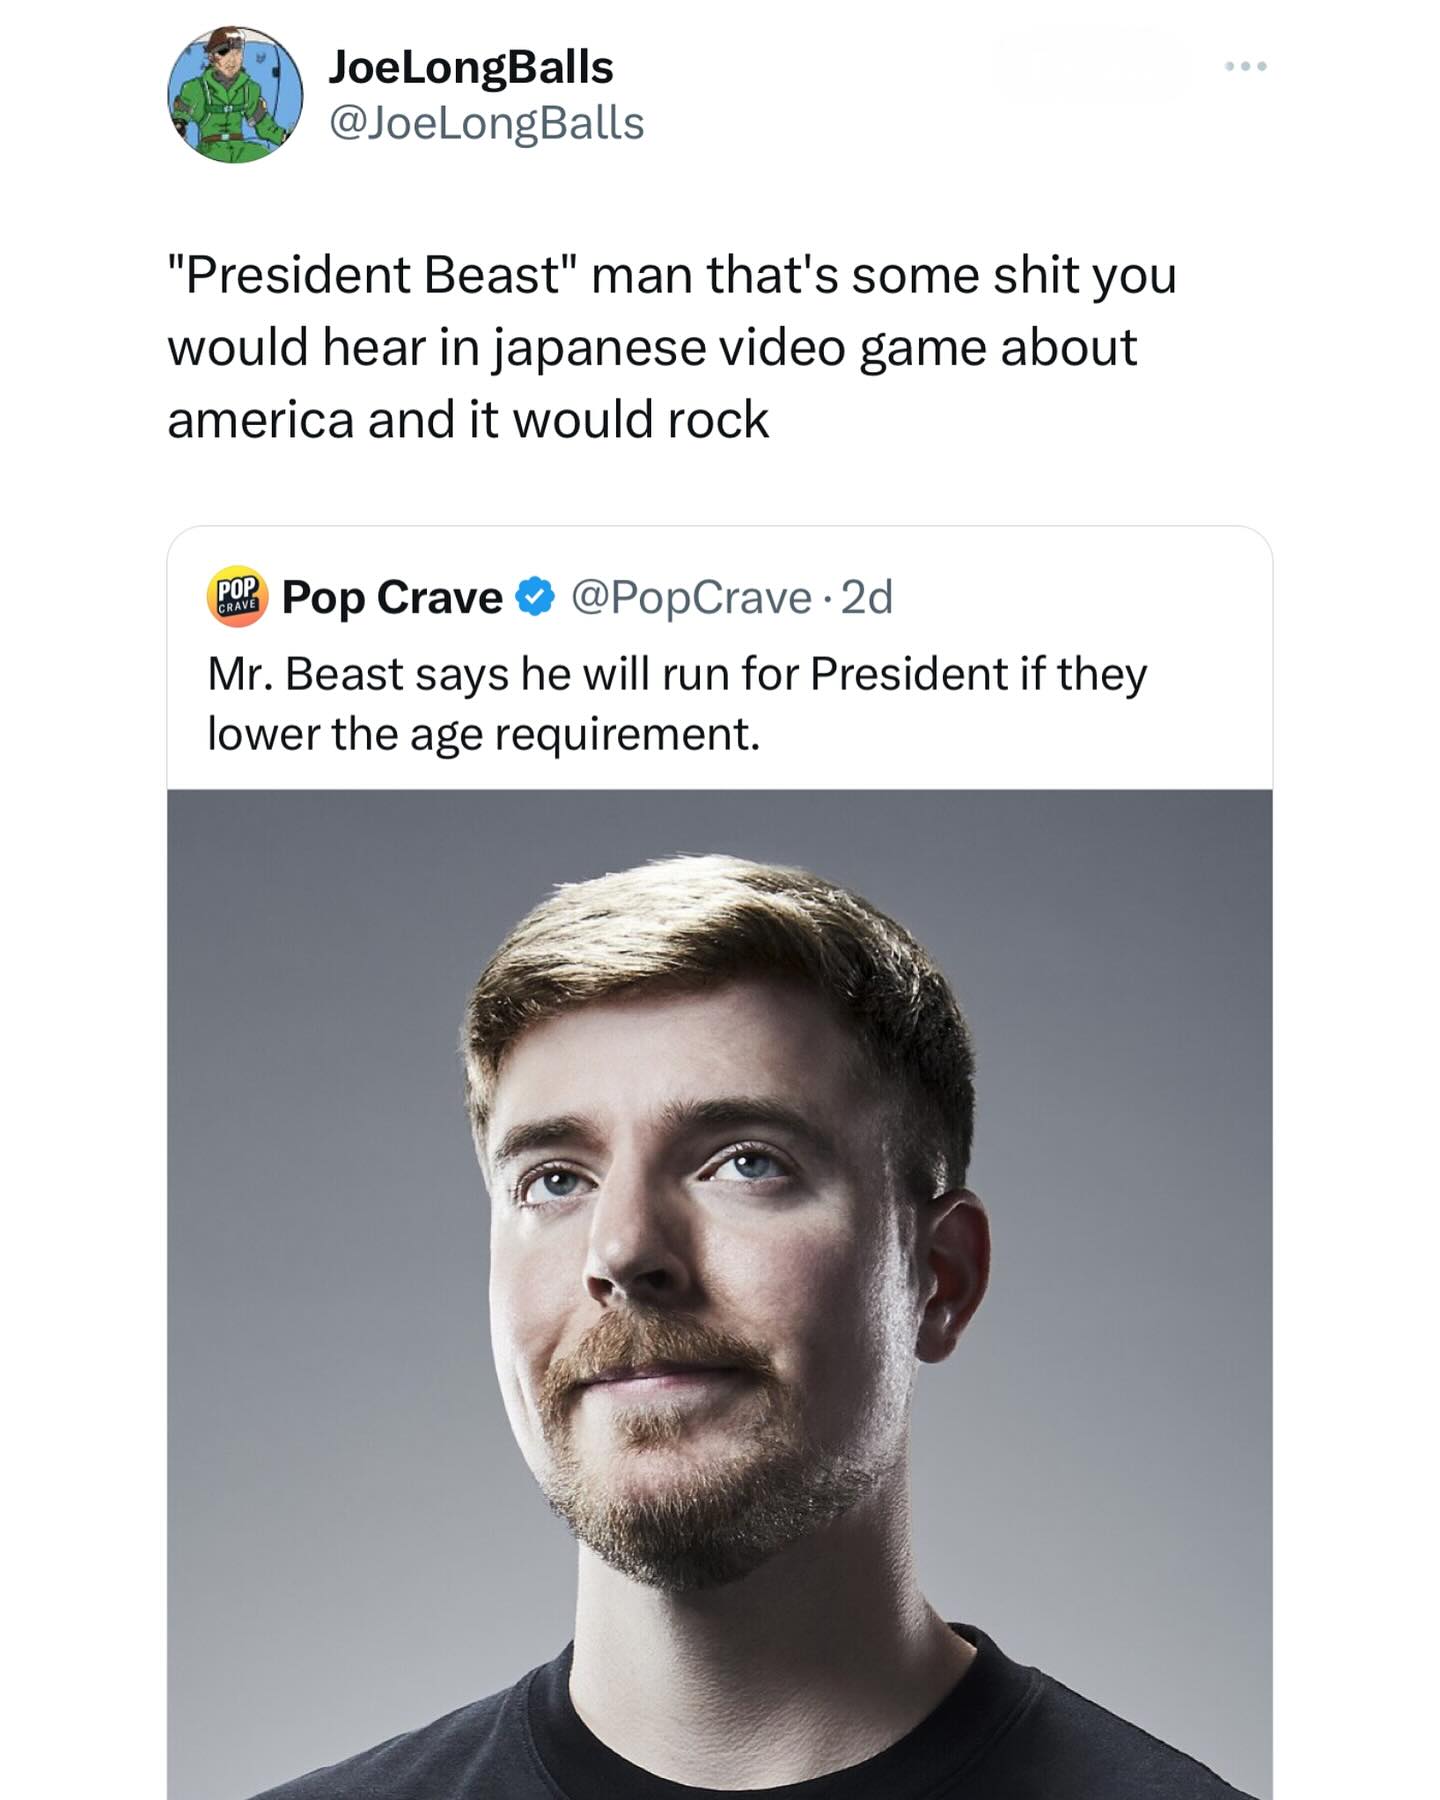 JoeLongBalls
@JoeLongBalls
"President Beast" man that's some shit you
would hear in japanese video game about
america and it would rock
POP
CRAVE
Pop Crave @PopCrave · 2d
Mr. Beast says he will run for President if they
lower the age requirement.